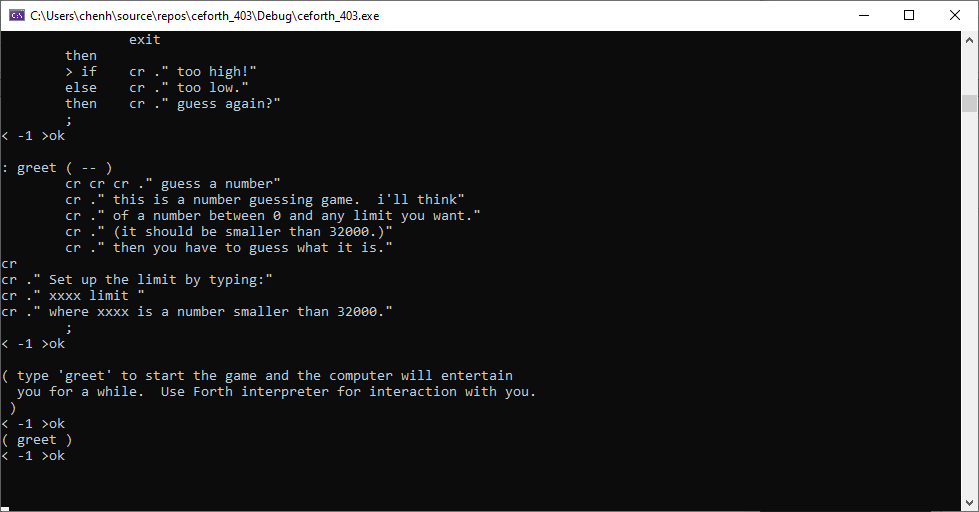 C:\Users\chenh\source\repos\ceforth_403\Debug\ceforth_403.exe
                exit
        then
        > if    cr ." too high!"
        else    cr ." too low."
        then    cr ." guess again?"
        ;
< -1 >ok

: greet ( -- )
        cr cr cr ." guess a number"
        cr ." this is a number guessing game.  i'll think"
        cr ." of a number between 0 and any limit you want."
        cr ." (it should be smaller than 32000.)"
        cr ." then you have to guess what it is."
cr
cr ." Set up the limit by typing:"
cr ." xxxx limit "
cr ." where xxxx is a number smaller than 32000."
        ;
< -1 >ok

( type 'greet' to start the game and the computer will entertain
  you for a while.  Use Forth interpreter for interaction with you.
 )
< -1 >ok
( greet )
< -1 >ok